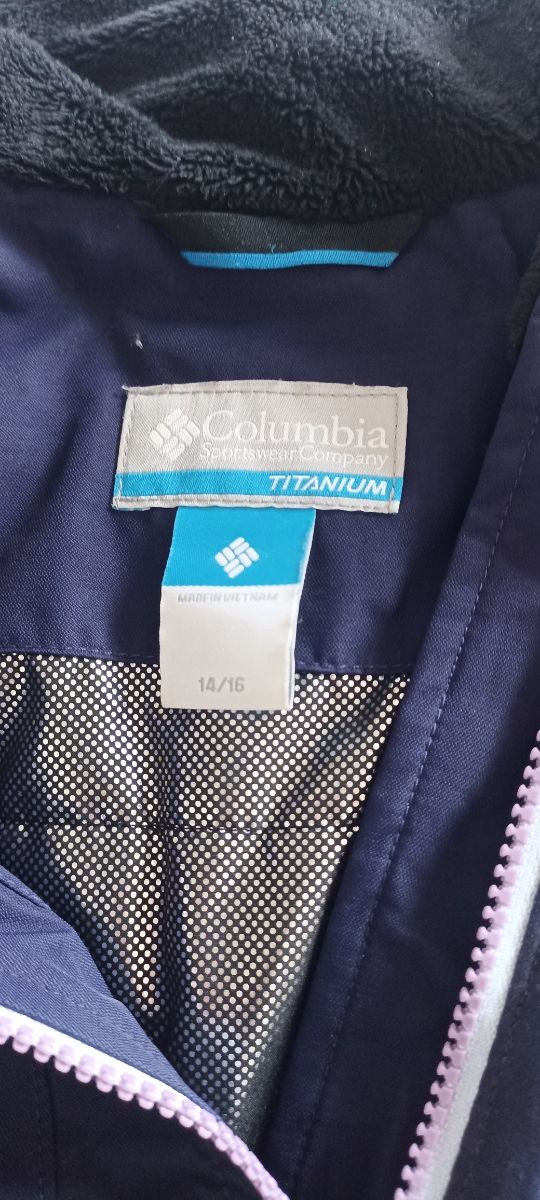 Columbia
Sportswear Company
TITANIUM
MADE IN VIETNAM
14/16